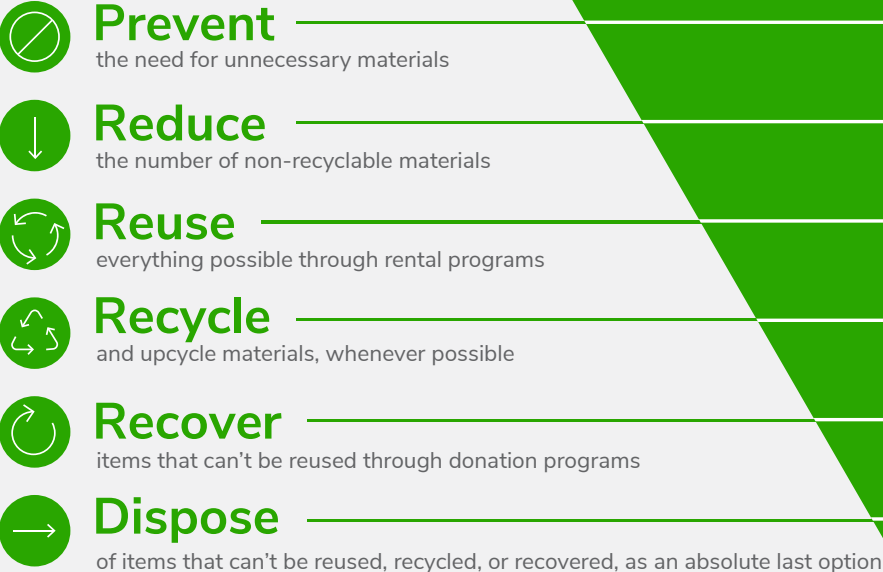 Prevent
the need for unnecessary materials
Reduce
the number of non-recyclable materials
Reuse
everything possible through rental programs
Recycle
and upcycle materials, whenever possible
Recover
items that can’t be reused through donation programs
Dispose
of items that can’t be reused, recycled, or recovered, as an absolute last option